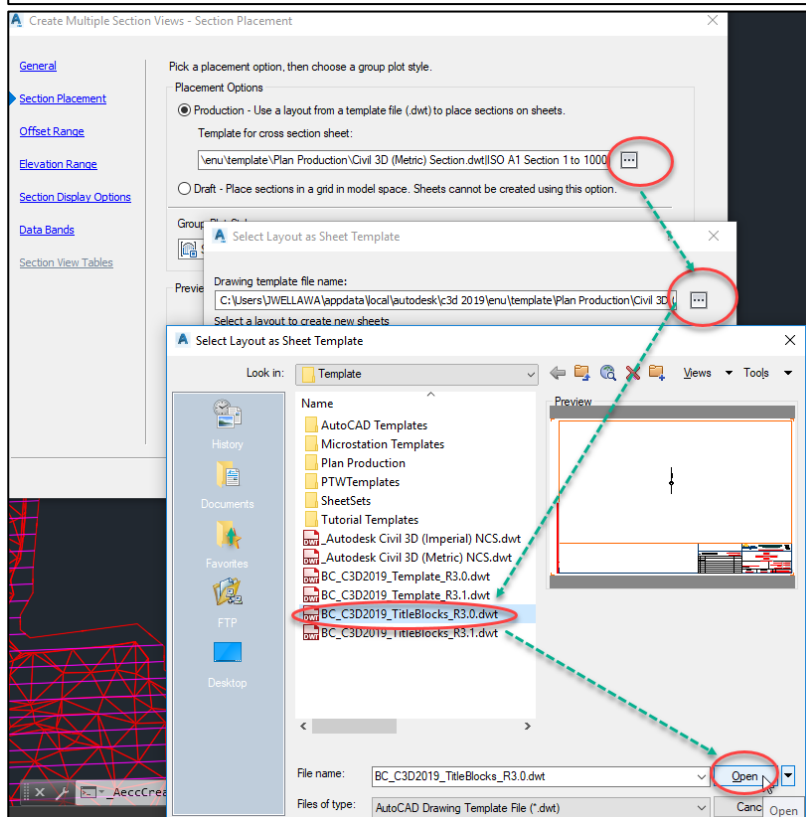 Create Multiple Section Views - Section Placement
General
Section Placement
Offset Range
Elevation Range
Section Display Options
Data Bands
Section View Tables
Pick a placement option, then choose a group plot style.
Placement Options
Production - Use a layout from a template file (.dwt) to place sections on sheets.
Template for cross section sheet:
\enu\template\Plan Production\Civil 3D (Metric) Section.dwt|ISO A1 Section 1 to 1000
...
Draft - Place sections in a grid in model space. Sheets cannot be created using this option.
Group Plot
Previe
Select Layout as Sheet Template
Drawing template file name:
C:\Users\JWELLAWA\appdata\local\autodesk\c3d 2019\enu\template\Plan Production\Civil 3D
...
Select a layout to create new sheets
Select Layout as Sheet Template
Look in:
Template
Views
Tools
History
Documents
Favorites
FTP
Desktop
Name
AutoCAD Templates
Microstation Templates
Plan Production
PTWTemplates
SheetSets
Tutorial Templates
_Autodesk Civil 3D (Imperial) NCS.dwt
_Autodesk Civil 3D (Metric) NCS.dwt
BC_C3D2019_Template_R3.0.dwt
BC_C3D2019_Template_R3.1.dwt
BC_C3D2019_TitleBlocks_R3.0.dwt
BC_C3D2019_TitleBlocks_R3.1.dwt
Preview
File name:
BC_C3D2019_TitleBlocks_R3.0.dwt
Open
Files of type:
AutoCAD Drawing Template File (*.dwt)
Canc
Open
_AeccCrea